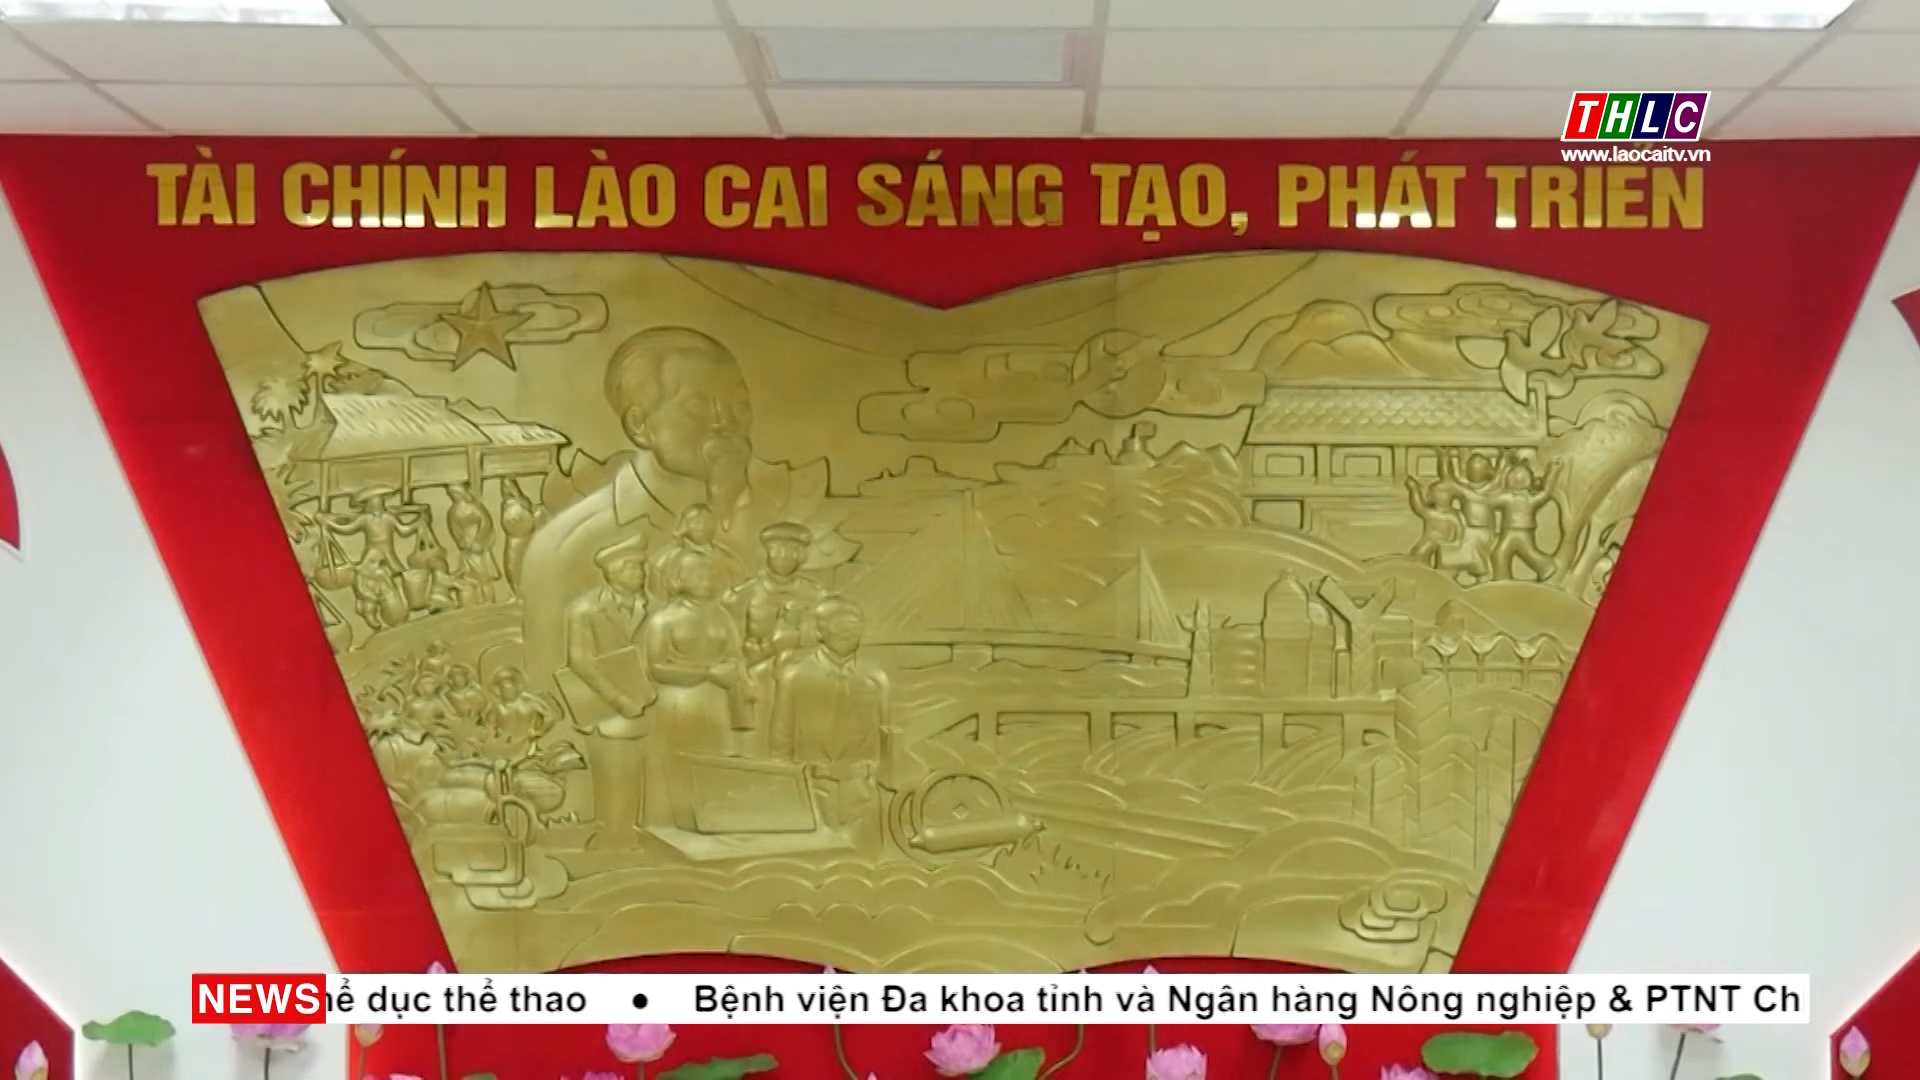 THLC
www.laocaitv.vn
TÀI CHÍNH LÀO CAI SÁNG TẠO, PHÁT TRIỂN
NEWS hể dục thể thao • Bệnh viện Đa khoa tỉnh và Ngân hàng Nông nghiệp & PTNT Ch